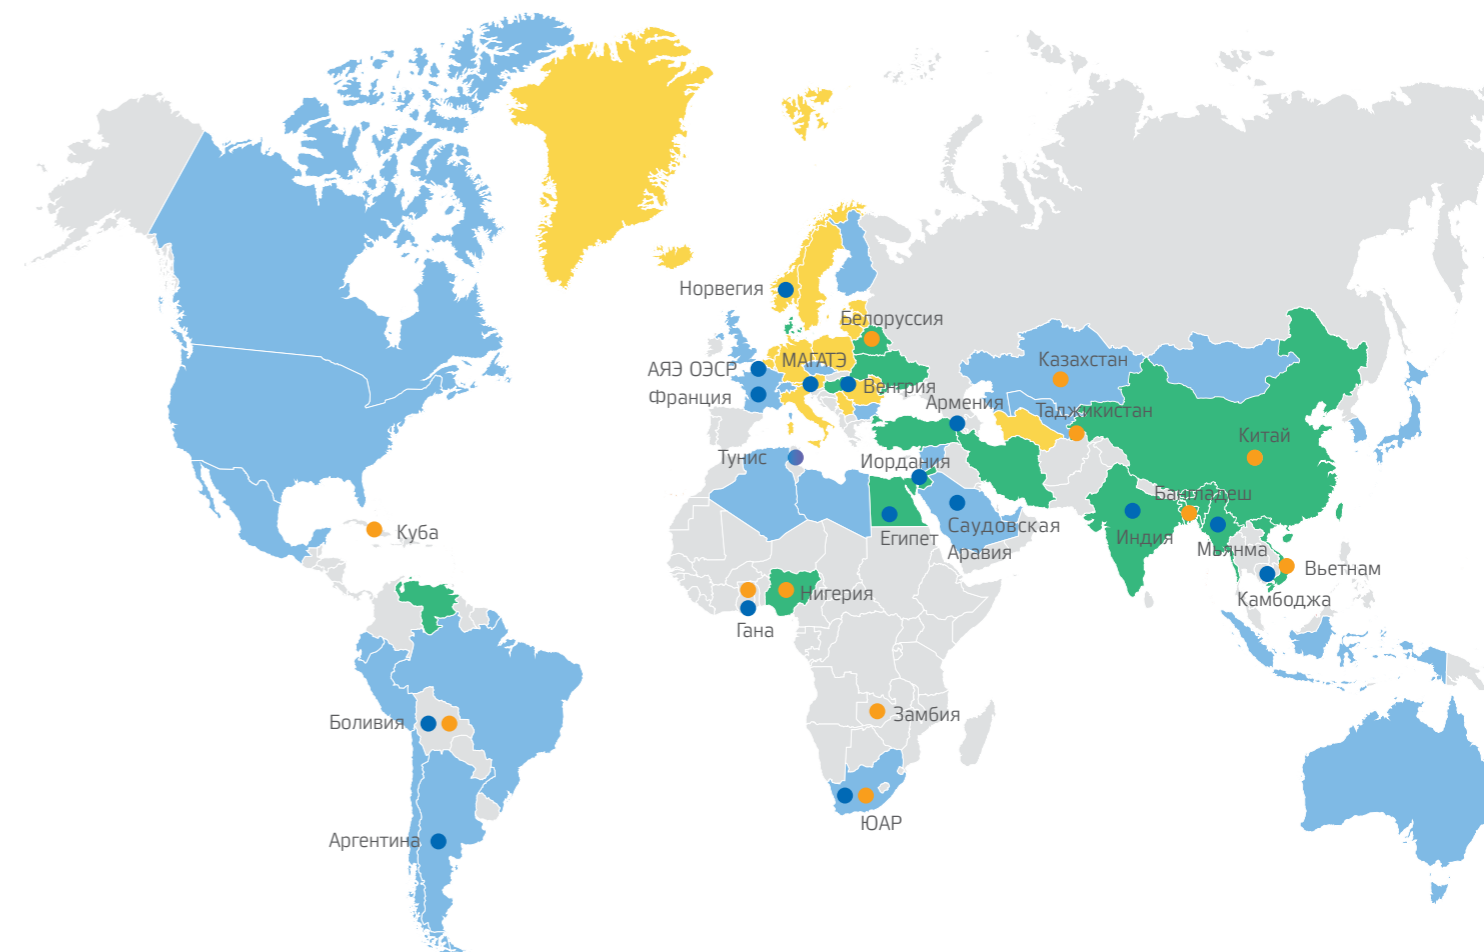 Норвегия
Белоруссия
АЯЭ ОЭСР
МАГАТЭ
Казахстан
Франция
Венгрия
Армения
Таджикистан
Китай
Тунис
Иордания
Бангладеш
Куба
Египет
Саудовская
Аравия
Индия
Мьянма
Вьетнам
Камбоджа
Нигерия
Гана
Боливия
Замбия
ЮАР
Аргентина